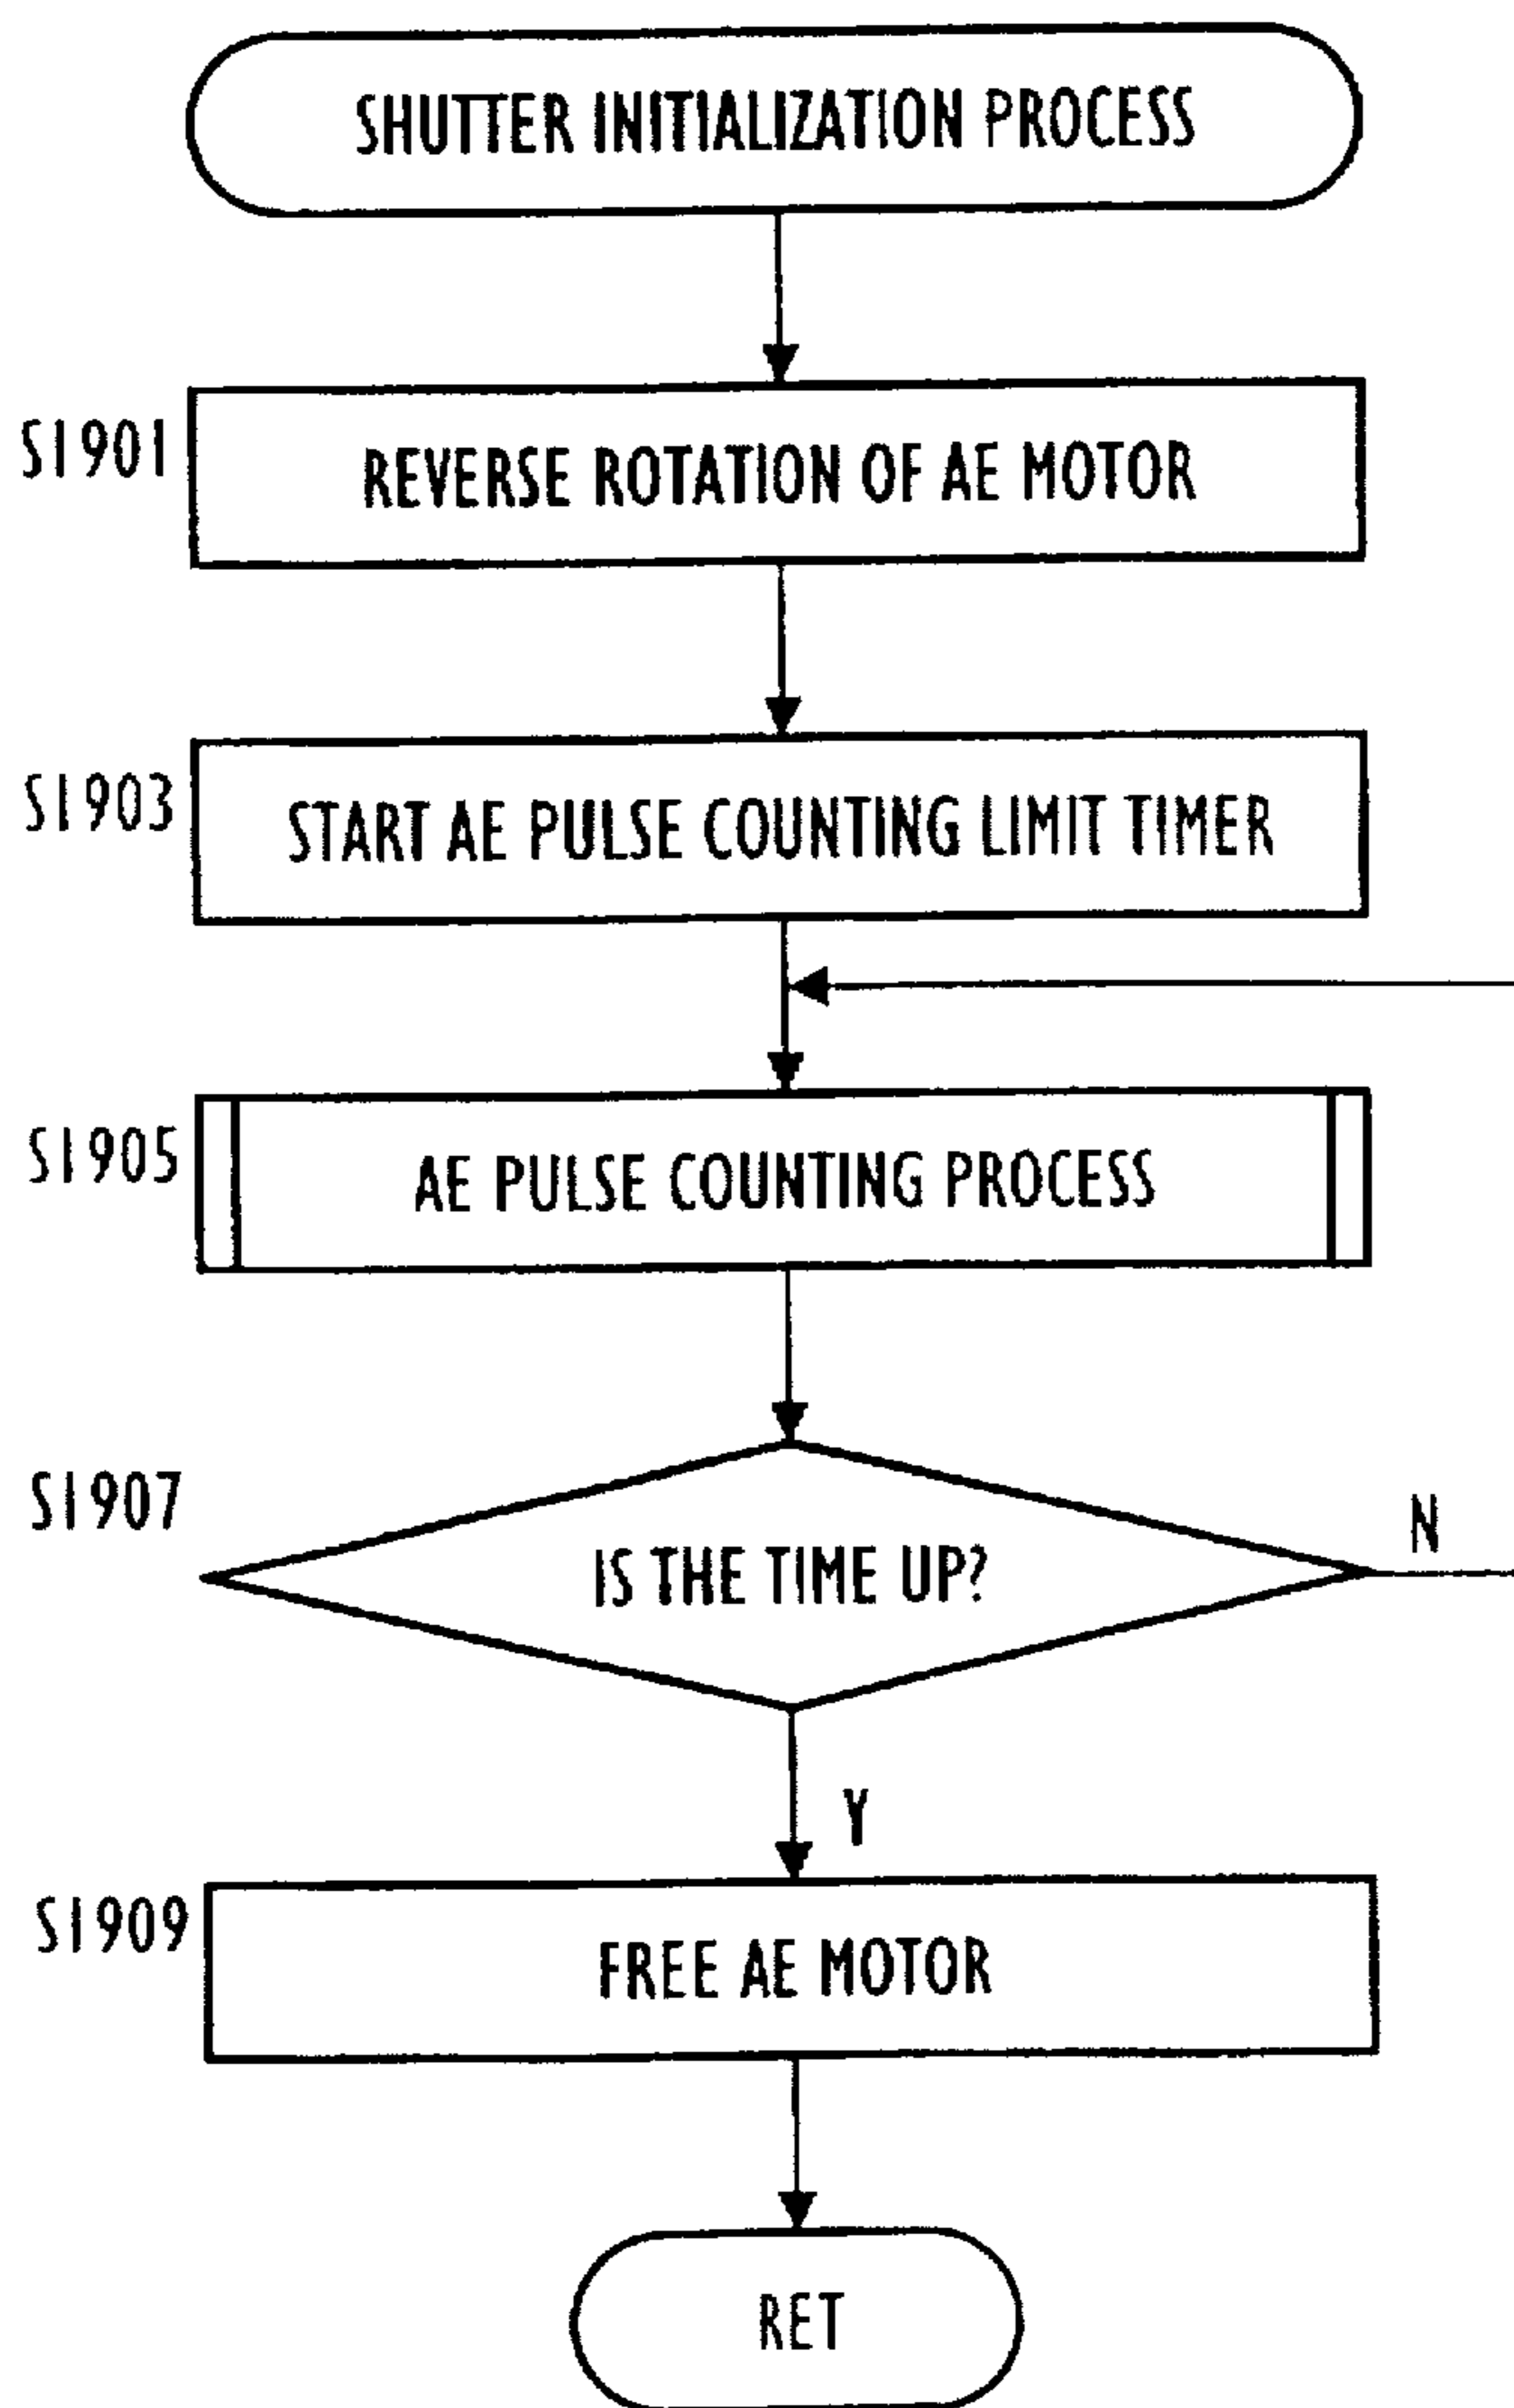 SHUTTER INITIALIZATION PROCESS
S1901
REVERSE ROTATION OF AE MOTOR
S1903
START AE PULSE COUNTING LIMIT TIMER
S1905
AE PULSE COUNTING PROCESS
S1907
IS THE TIME UP?
N
Y
S1909
FREE AE MOTOR
RET